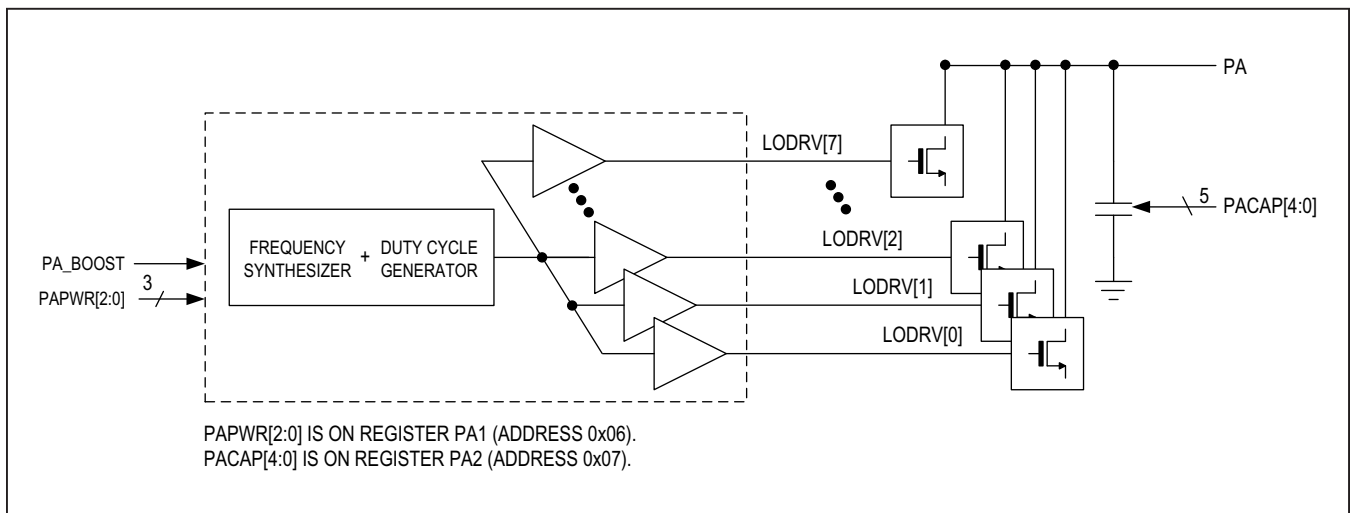 PA
LODRV[7]
5
PACAP[4:0]
LODRV[2]
FREQUENCY
SYNTHESIZER
+
DUTY CYCLE
GENERATOR
PA_BOOST
3
PAPWR[2:0]
LODRV[1]
LODRV[0]
PAPWR[2:0] IS ON REGISTER PA1 (ADDRESS 0x06).
PACAP[4:0] IS ON REGISTER PA2 (ADDRESS 0x07).